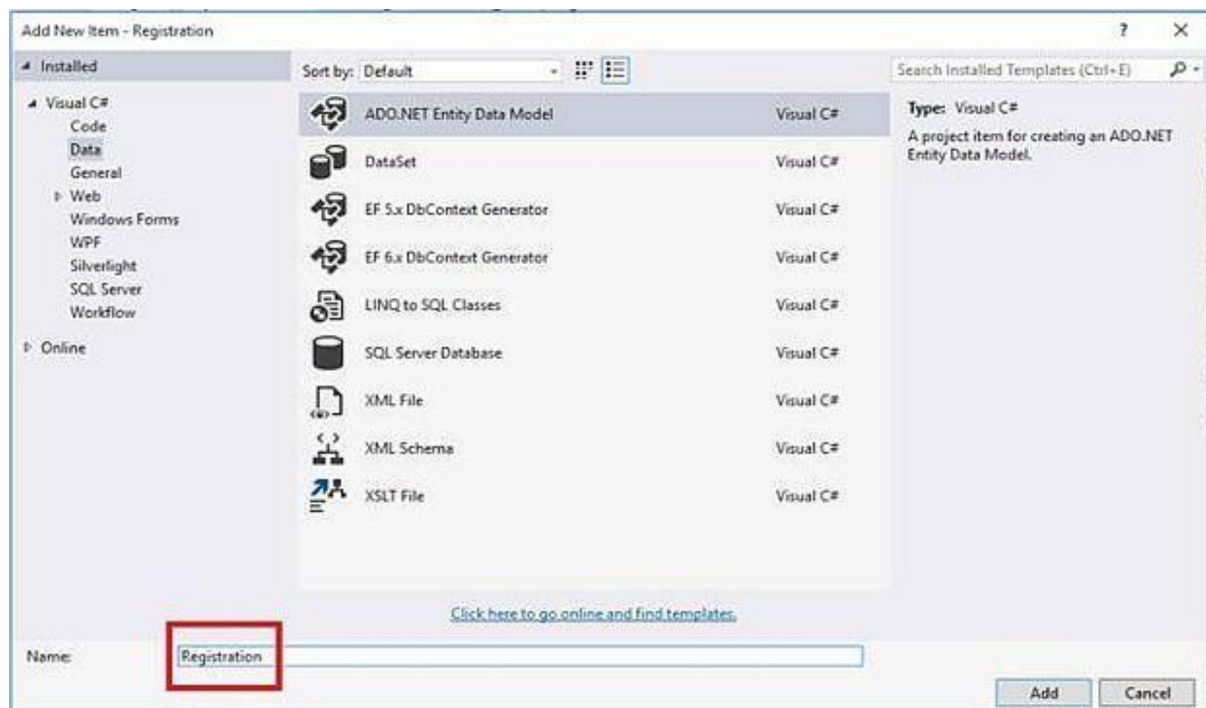 Add New Item - Registration
? X
Installed
Sort by: Default
Search Installed Templates (Ctrl+E)
Visual C#
Code
Data
General
Web
Windows Forms
WPF
Silverlight
SQL Server
Workflow
Online
ADO.NET Entity Data Model Visual C#
DataSet Visual C#
EF 5.x DbContext Generator Visual C#
EF 6.x DbContext Generator Visual C#
LINQ to SQL Classes Visual C#
SQL Server Database Visual C#
XML File Visual C#
XML Schema Visual C#
XSLT File Visual C#
Type: Visual C#
A project item for creating an ADO.NET
Entity Data Model.
Click here to go online and find templates.
Name: Registration
Add Cancel